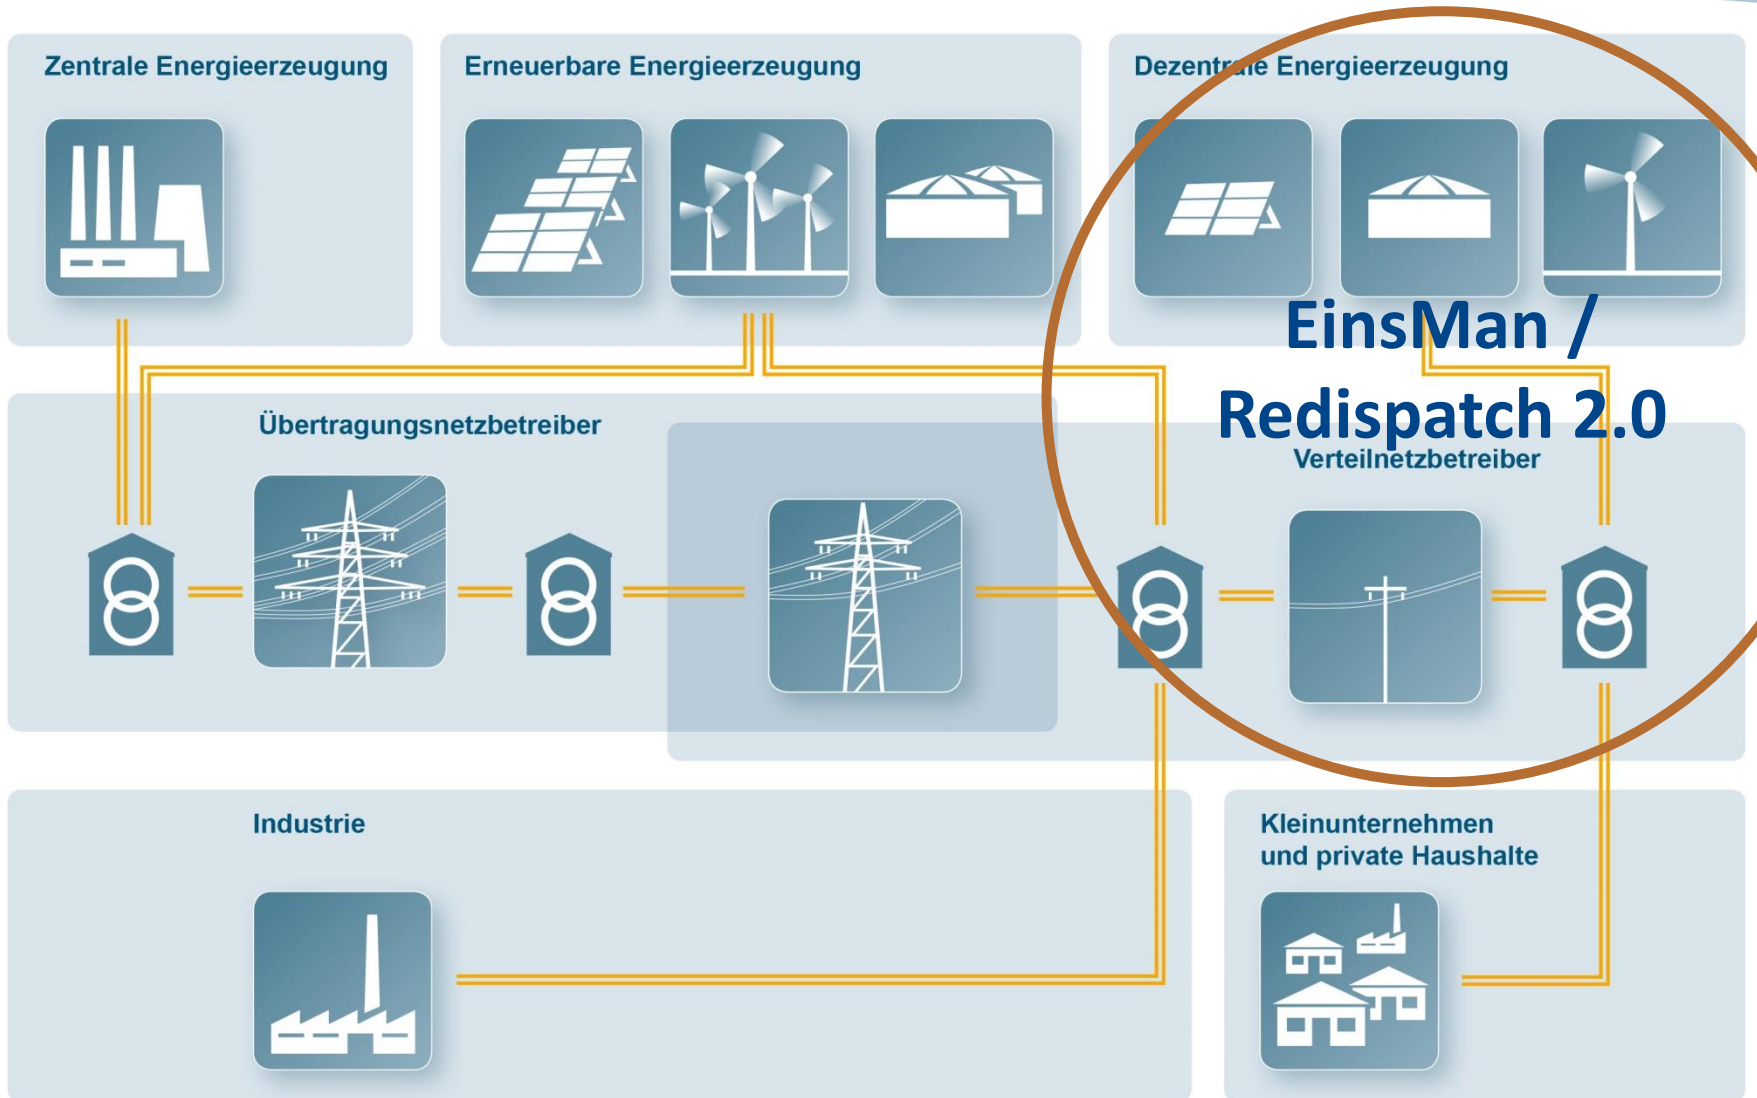 Zentrale Energieerzeugung
Erneuerbare Energieerzeugung
Dezentrale Energieerzeugung
EinsMan /
Redispatch 2.0
Übertragungsnetzbetreiber
Verteilnetzbetreiber
Industrie
Kleinunternehmen
und private Haushalte